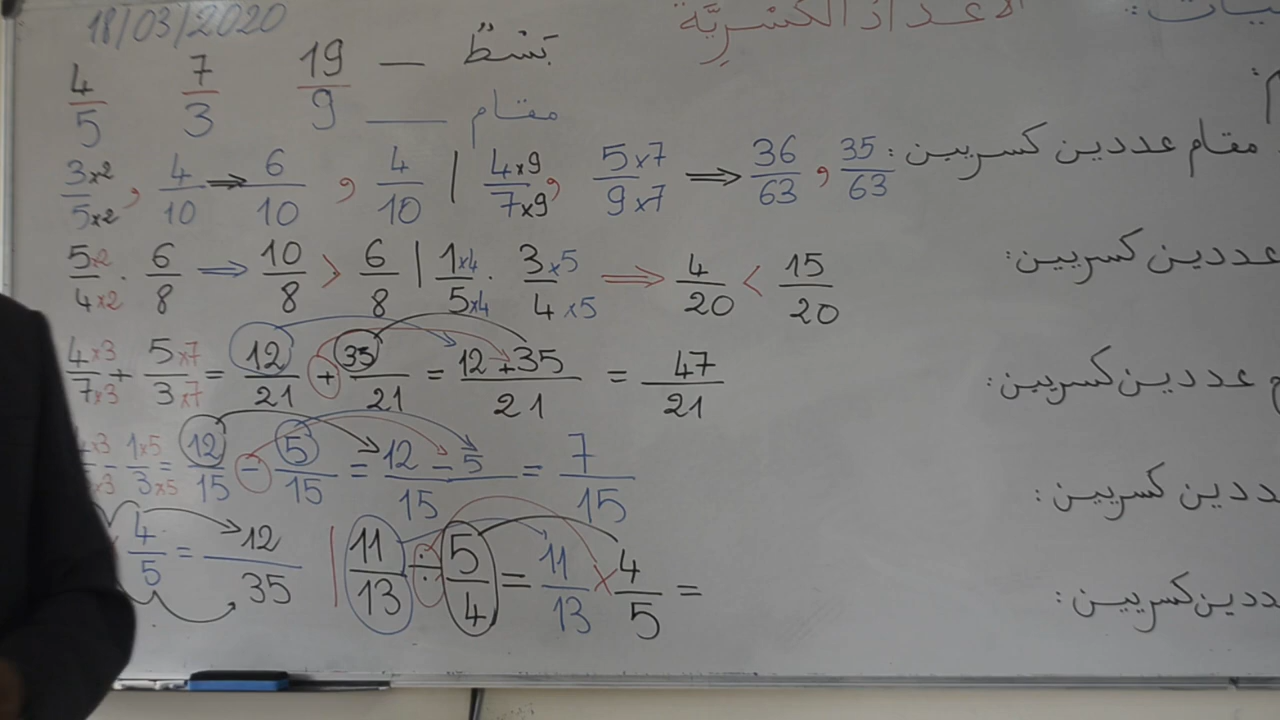 18/03/2020 الأعداد الكسريّة
4/5 7/3 19/9 — بسْطٌ
مقام
3×2/5×2 , 4/10 ⇒ 6/10 , 4/10 | 4×9/7×9 , 5×7/9×7 ⇒ 36/63 , 35/63 مقام عددين كسريين :
5×2/4×2 . 6/8 ⇒ 10/8 > 6/8 | 1×4/5×4 . 3×5/4×5 ⇒ 4/20 < 15/20 عددين كسريين :
4×3/7×3 + 5×7/3×7 = 12/21 + 35/21 = 12+35/21 = 47/21 عددين كسريين :
×3/×3 - 1×5/3×5 = 12/15 - 5/15 = 12-5/15 = 7/15 كسريين :
4/5 = 12/35 | 11/13 ÷ 5/4 = 11/13 × 4/5 = كسريين :